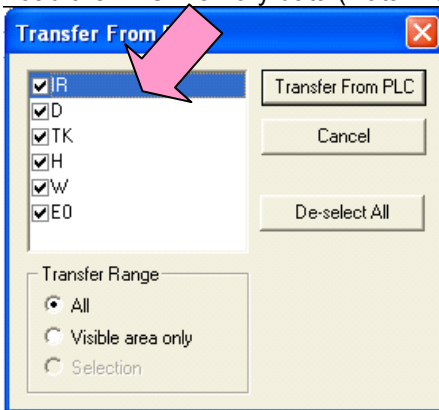 Transfer From
IR
D
TK
H
W
E0
Transfer From PLC
Cancel
De-select All
Transfer Range
All
Visible area only
Selection